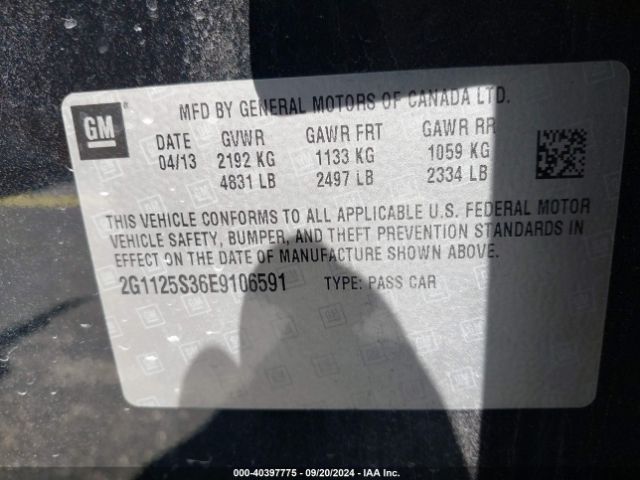 GM
MFD BY GENERAL MOTORS OF CANADA LTD.
DATE GVWR GAWR FRT GAWR RR
04/13 2192 KG 1133 KG 1059 KG
4831 LB 2497 LB 2334 LB
THIS VEHICLE CONFORMS TO ALL APPLICABLE U.S. FEDERAL MOTOR
VEHICLE SAFETY, BUMPER, AND THEFT PREVENTION STANDARDS IN
EFFECT ON THE DATE OF MANUFACTURE SHOWN ABOVE.
2G1125S36E9106591 TYPE: PASS CAR
000-40397775 - 09/20/2024 - IAA Inc.